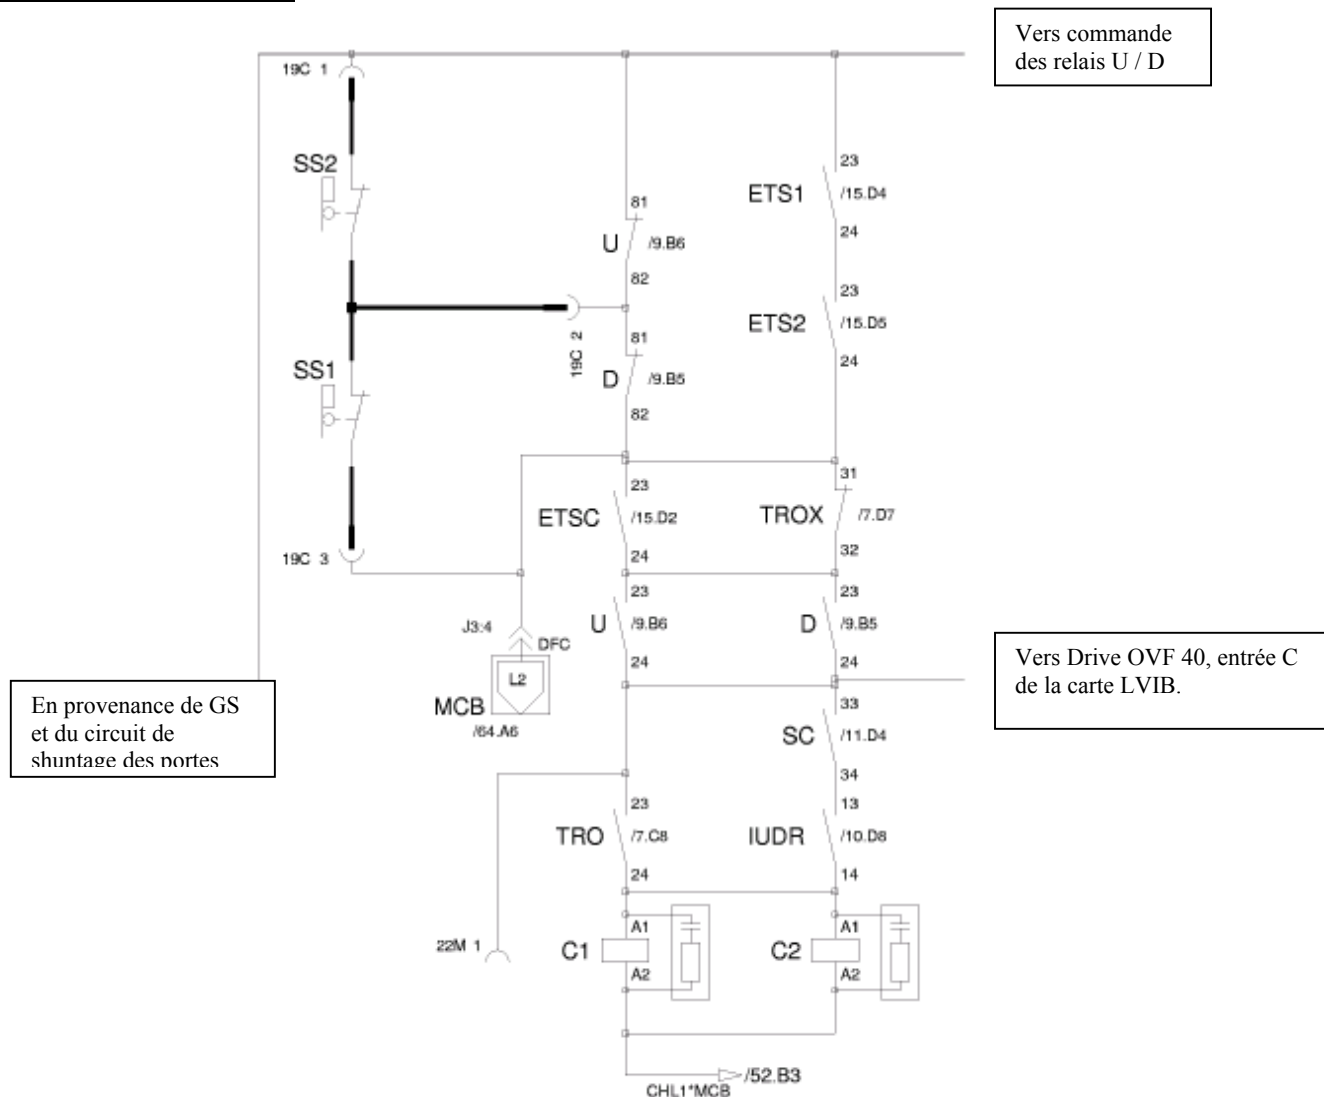 Vers commande
des relais U / D
19C 1
SS2
23
ETS1
/15.D4
24
81
U
/9.B6
82
23
ETS2
/15.D5
24
19C 2
81
D
/9.B5
82
SS1
23
ETSC
/15.D2
24
31
TROX
/7.D7
32
19C 3
23
U
/9.B6
24
23
D
/9.B5
24
J3:4
DFC
L2
MCB
/64.A6
Vers Drive OVF 40, entrée C
de la carte LVIB.
En provenance de GS
et du circuit de
shuntage des portes
33
SC
/11.D4
34
23
TRO
/7.C8
24
13
IUDR
/10.D8
14
22M 1
A1
C1
A2
A1
C2
A2
/52.B3
CHL1*MCB